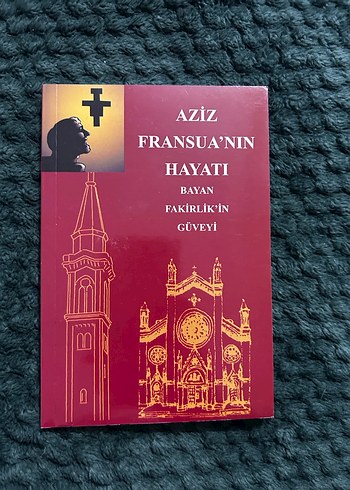 AZİZ
FRANSUA'NIN
HAYATI
BAYAN
FAKİRLİK'İN
GÜVEYİ